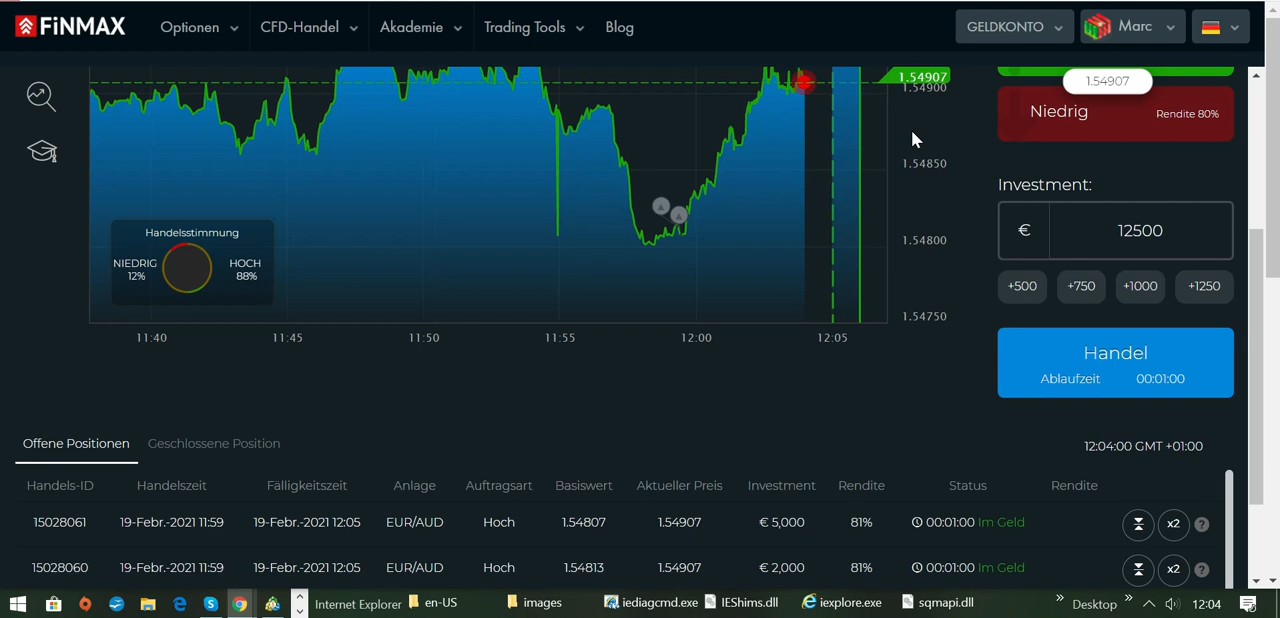 FiNMAX Optionen CFD-Handel Akademie Trading Tools Blog GELDKONTO Marc
1.54907
1.54907
1.54900
Niedrig Rendite 80%
1.54850
Investment:
€ 12500
Handelsstimmung
NIEDRIG HOCH
12% 88%
1.54800
+500 +750 +1000 +1250
1.54750
11:40 11:45 11:50 11:55 12:00 12:05
Handel
Ablaufzeit 00:01:00
Offene Positionen Geschlossene Position 12:04:00 GMT +01:00
Handels-ID Handelszeit Fälligkeitszeit Anlage Auftragsart Basiswert Aktueller Preis Investment Rendite Status Rendite
15028061 19-Febr.-2021 11:59 19-Febr.-2021 12:05 EUR/AUD Hoch 1.54807 1.54907 € 5,000 81% 00:01:00 Im Geld x2 ?
15028060 19-Febr.-2021 11:59 19-Febr.-2021 12:05 EUR/AUD Hoch 1.54813 1.54907 € 2,000 81% 00:01:00 Im Geld x2 ?
Internet Explorer en-US images iediagcmd.exe IEShims.dll iexplore.exe sqmapi.dll » Desktop » 12:04